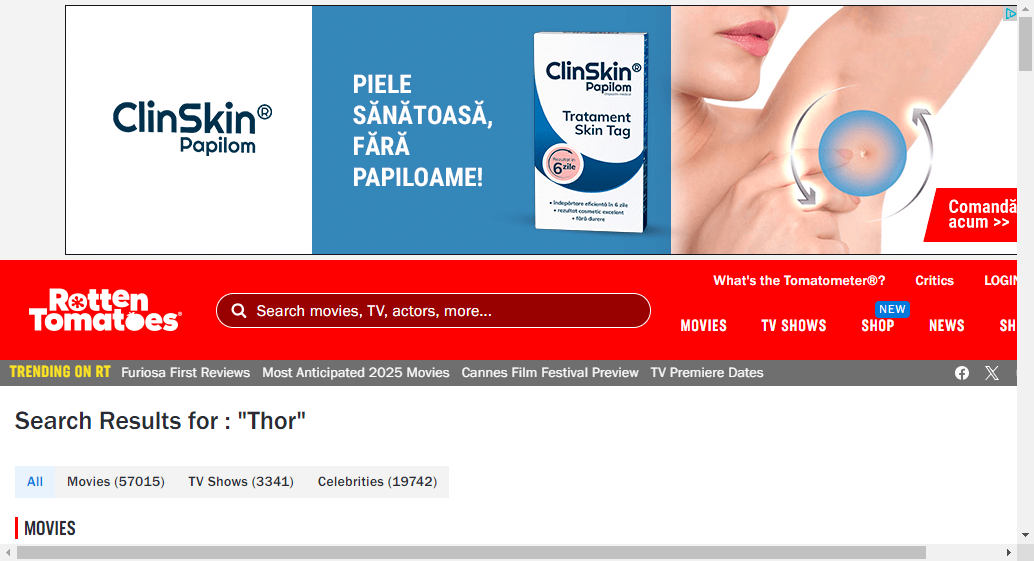 ClinSkin®
Papilom
PIELE
SĂNĂTOASĂ,
FĂRĂ
PAPILOAME!
ClinSkin®
Papilom
Tratament
Skin Tag
Rezultat în
6 zile
• îndepărtare eficientă în 6 zile
• rezultat cosmetic excelent
• fără durere
Comandă
acum >>
What's the Tomatometer®?
Critics
LOGIN
Rotten
Tomatoes®
Search movies, TV, actors, more...
MOVIES
TV SHOWS
NEW
SHOP
NEWS
SH
TRENDING ON RT
Furiosa First Reviews
Most Anticipated 2025 Movies
Cannes Film Festival Preview
TV Premiere Dates
Search Results for : "Thor"
All
Movies (57015)
TV Shows (3341)
Celebrities (19742)
MOVIES